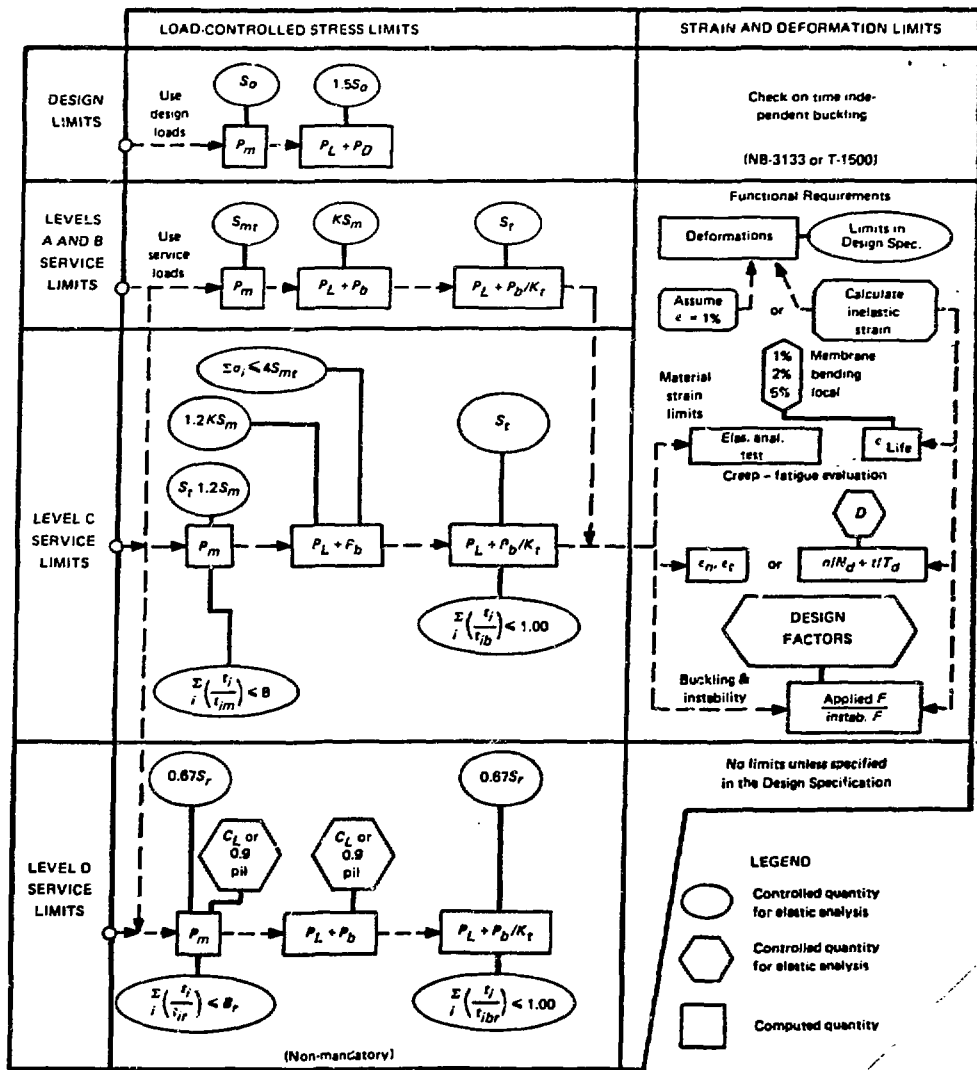 LOAD-CONTROLLED STRESS LIMITS
STRAIN AND DEFORMATION LIMITS
DESIGN
LIMITS
Use
design
loads
S_o
1.5S_o
P_m
P_L + P_D
Check on time inde-
pendent buckling
(NB-3133 or T-1500)
LEVELS
A AND B
SERVICE
LIMITS
Use
service
loads
S_mt
KS_m
S_t
P_m
P_L + P_b
P_L + P_b/K_t
Functional Requirements
Deformations
Limits in
Design Spec.
Assume
ϵ = 1%
or
Calculate
inelastic
strain
1%
2%
5%
Membrane
bending
local
Material
strain
limits
Elas. anal.
test
ϵ Life
Creep – fatigue evaluation
D
ϵ_n, ϵ_t
or
n/N_d + t/T_d
DESIGN
FACTORS
Buckling &
instability
Applied F
instab. F
LEVEL C
SERVICE
LIMITS
Σσ_i ⩽ 4S_mt
1.2KS_m
S_t 1.2S_m
S_t
P_m
P_L + P_b
P_L + P_b/K_t
Σ_i (t_i/t_im) ⩽ B
Σ_i (t_i/t_ib) ⩽ 1.00
LEVEL D
SERVICE
LIMITS
0.67S_r
0.67S_r
C_L or
0.9
C_L or
0.9
P_m
P_L + P_b
P_L + P_b/K_t
Σ_i (t_i/t_ir) ⩽ B_r
Σ_i (t_i/t_ibr) ⩽ 1.00
(Non-mandatory)
No limits unless specified
in the Design Specification
LEGEND
Controlled quantity
for elastic analysis
Controlled quantity
for elastic analysis
Computed quantity